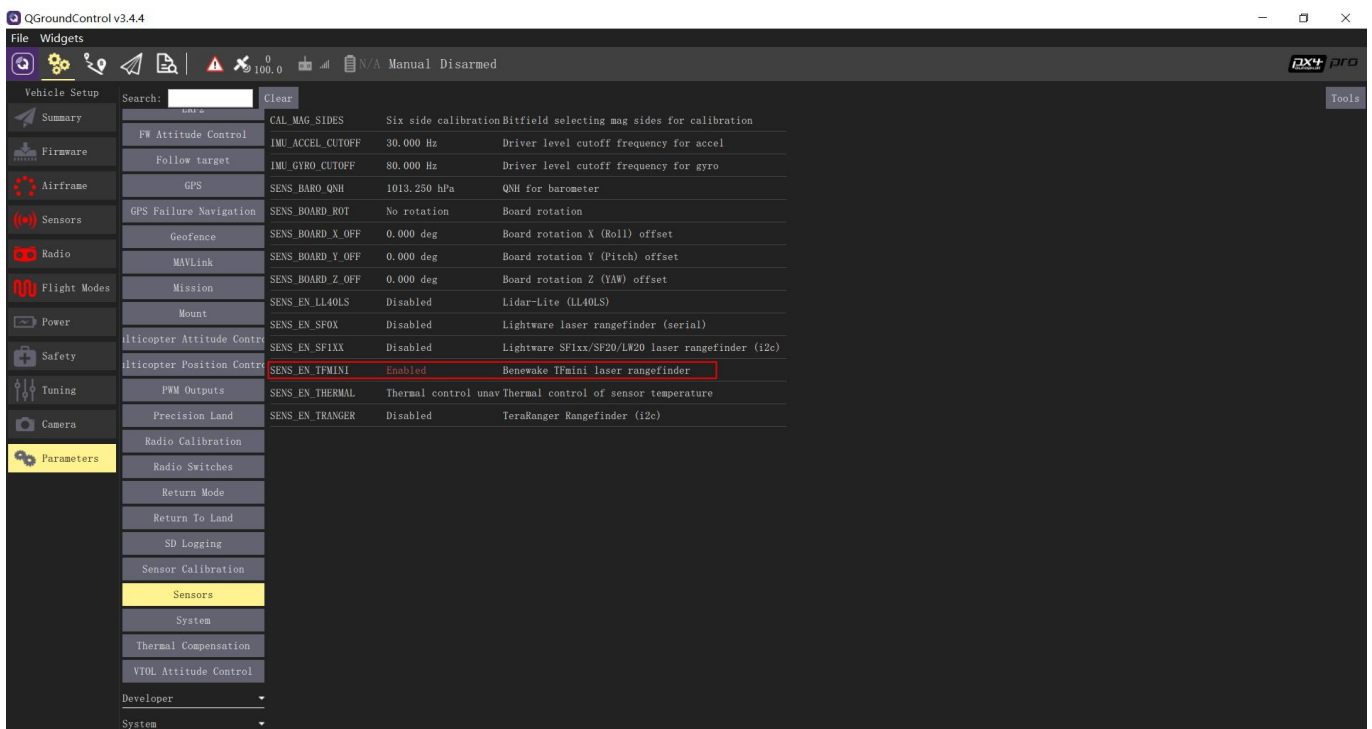 QGroundControl v3.4.4
File Widgets
0
100.0 N/A Manual Disarmed
px4 pro
Vehicle Setup
Summary
Firmware
Airframe
Sensors
Radio
Flight Modes
Power
Safety
Tuning
Camera
Parameters
Search: Clear Tools
FW Attitude Control
Follow target
GPS
GPS Failure Navigation
Geofence
MAVLink
Mission
Mount
lticopter Attitude Contro
lticopter Position Contro
PWM Outputs
Precision Land
Radio Calibration
Radio Switches
Return Mode
Return To Land
SD Logging
Sensor Calibration
Sensors
System
Thermal Compensation
VTOL Attitude Control
Developer
System
CAL_MAG_SIDES Six side calibration Bitfield selecting mag sides for calibration
IMU_ACCEL_CUTOFF 30.000 Hz Driver level cutoff frequency for accel
IMU_GYRO_CUTOFF 80.000 Hz Driver level cutoff frequency for gyro
SENS_BARO_QNH 1013.250 hPa QNH for barometer
SENS_BOARD_ROT No rotation Board rotation
SENS_BOARD_X_OFF 0.000 deg Board rotation X (Roll) offset
SENS_BOARD_Y_OFF 0.000 deg Board rotation Y (Pitch) offset
SENS_BOARD_Z_OFF 0.000 deg Board rotation Z (YAW) offset
SENS_EN_LL40LS Disabled Lidar-Lite (LL40LS)
SENS_EN_SF0X Disabled Lightware laser rangefinder (serial)
SENS_EN_SF1XX Disabled Lightware SF1xx/SF20/LW20 laser rangefinder (i2c)
SENS_EN_TFMINI Enabled Benewake TFmini laser rangefinder
SENS_EN_THERMAL Thermal control unav Thermal control of sensor temperature
SENS_EN_TRANGER Disabled TeraRanger Rangefinder (i2c)